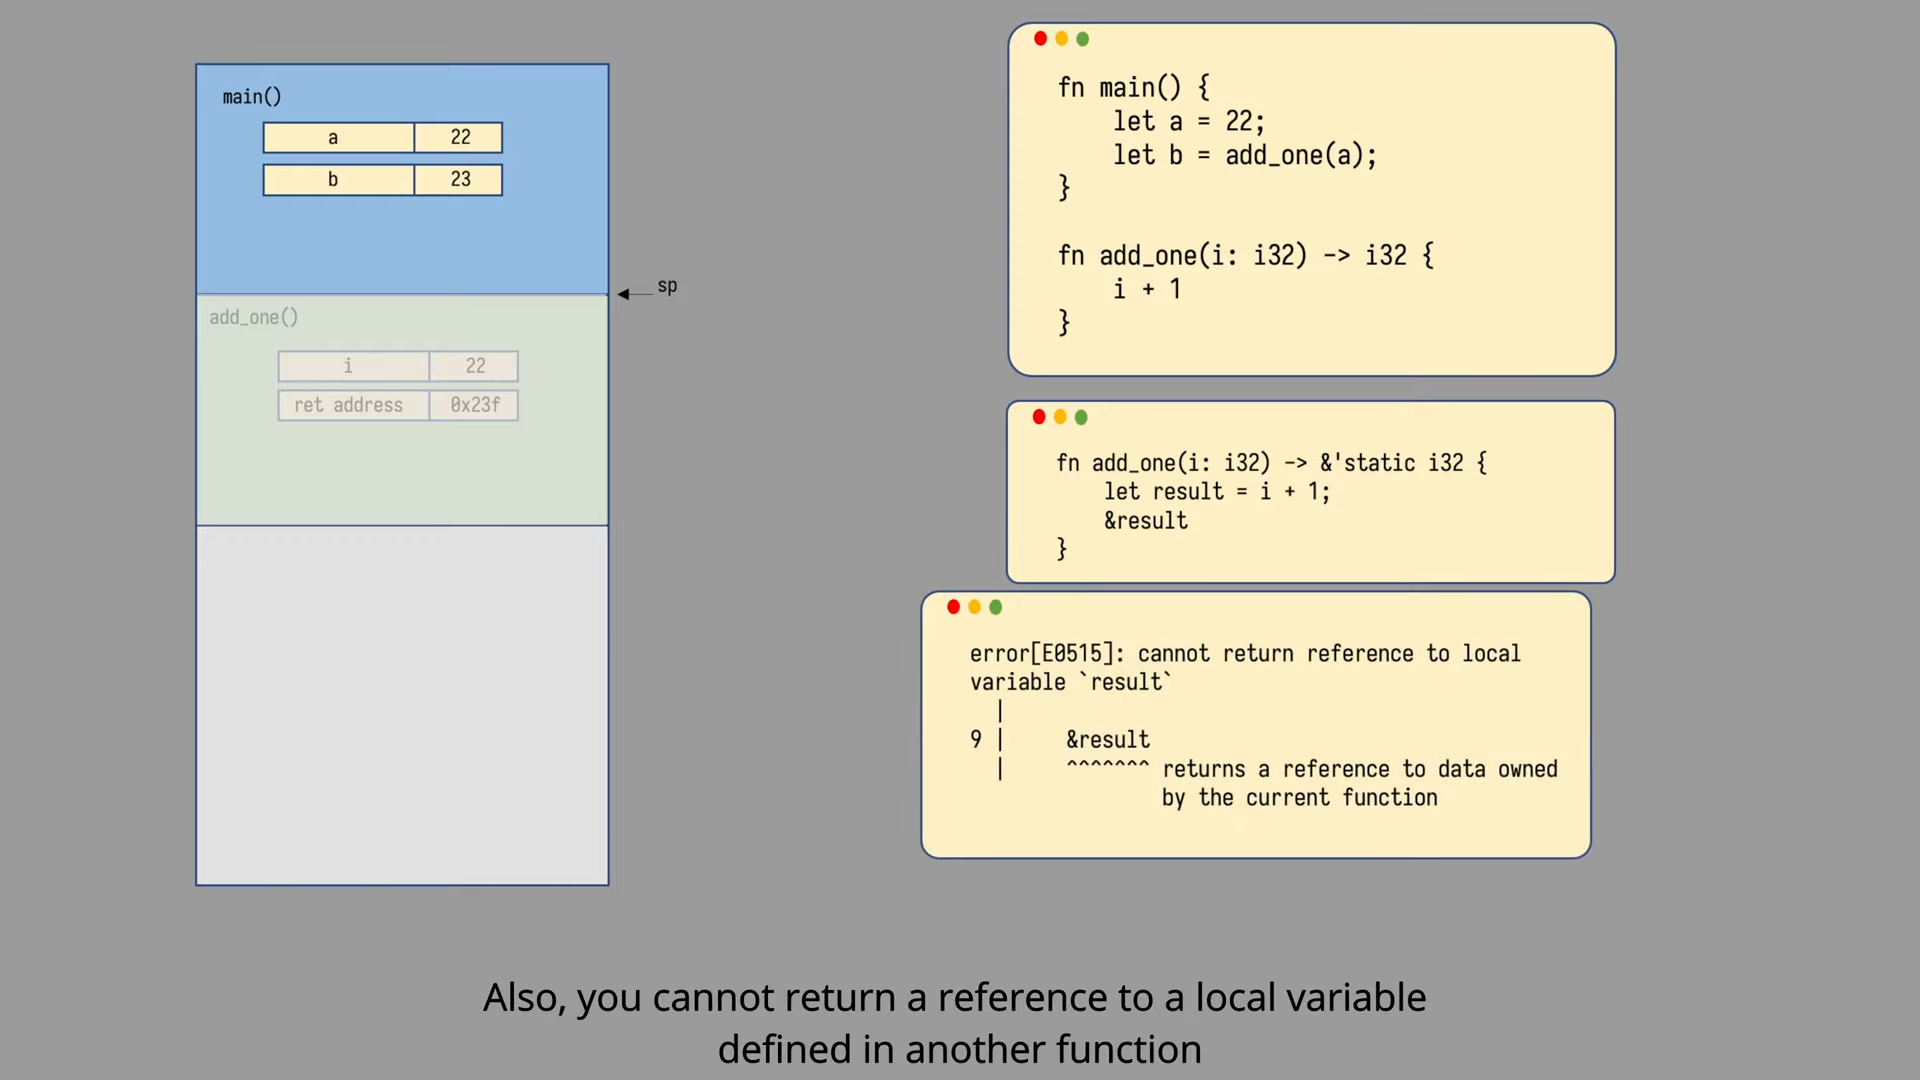 main()
a 22
b 23
sp
add_one()
i 22
ret address 0x23f
fn main() {
    let a = 22;
    let b = add_one(a);
}
fn add_one(i: i32) -> i32 {
    i + 1
}
fn add_one(i: i32) -> &'static i32 {
    let result = i + 1;
    &result
}
error[E0515]: cannot return reference to local
variable `result`
  |
9 |     &result
  |     ^^^^^^^ returns a reference to data owned
                by the current function
Also, you cannot return a reference to a local variable
defined in another function